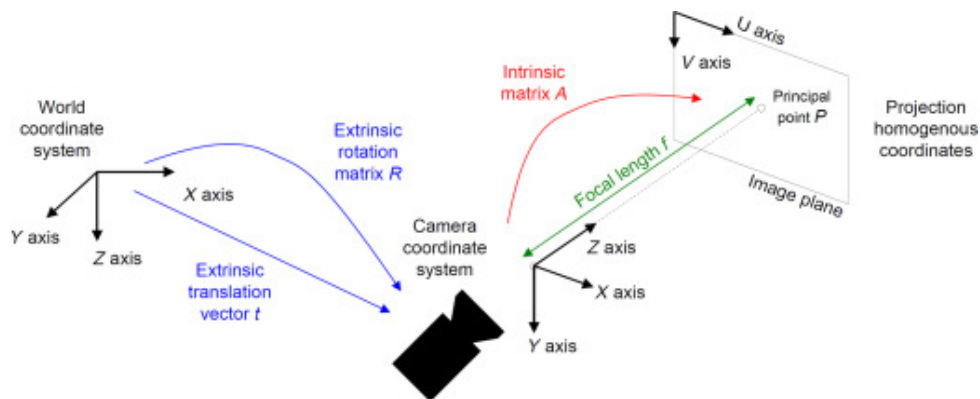 World
coordinate
system
X axis
Y axis
Z axis
Extrinsic
rotation
matrix R
Extrinsic
translation
vector t
Camera
coordinate
system
Intrinsic
matrix A
Focal length f
Z axis
X axis
Y axis
U axis
V axis
Principal
point P
Image plane
Projection
homogenous
coordinates